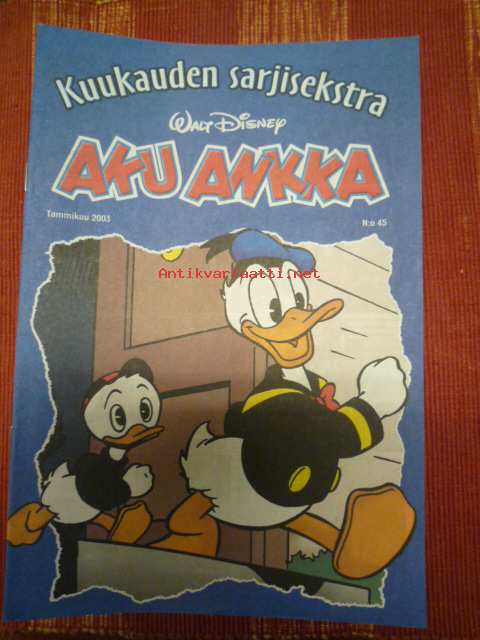 Kuukauden sarjisekstra
WALT DISNEY
AKU ANKKA
Tammikuu 2003
N:o 45
Antikvariaatti.net